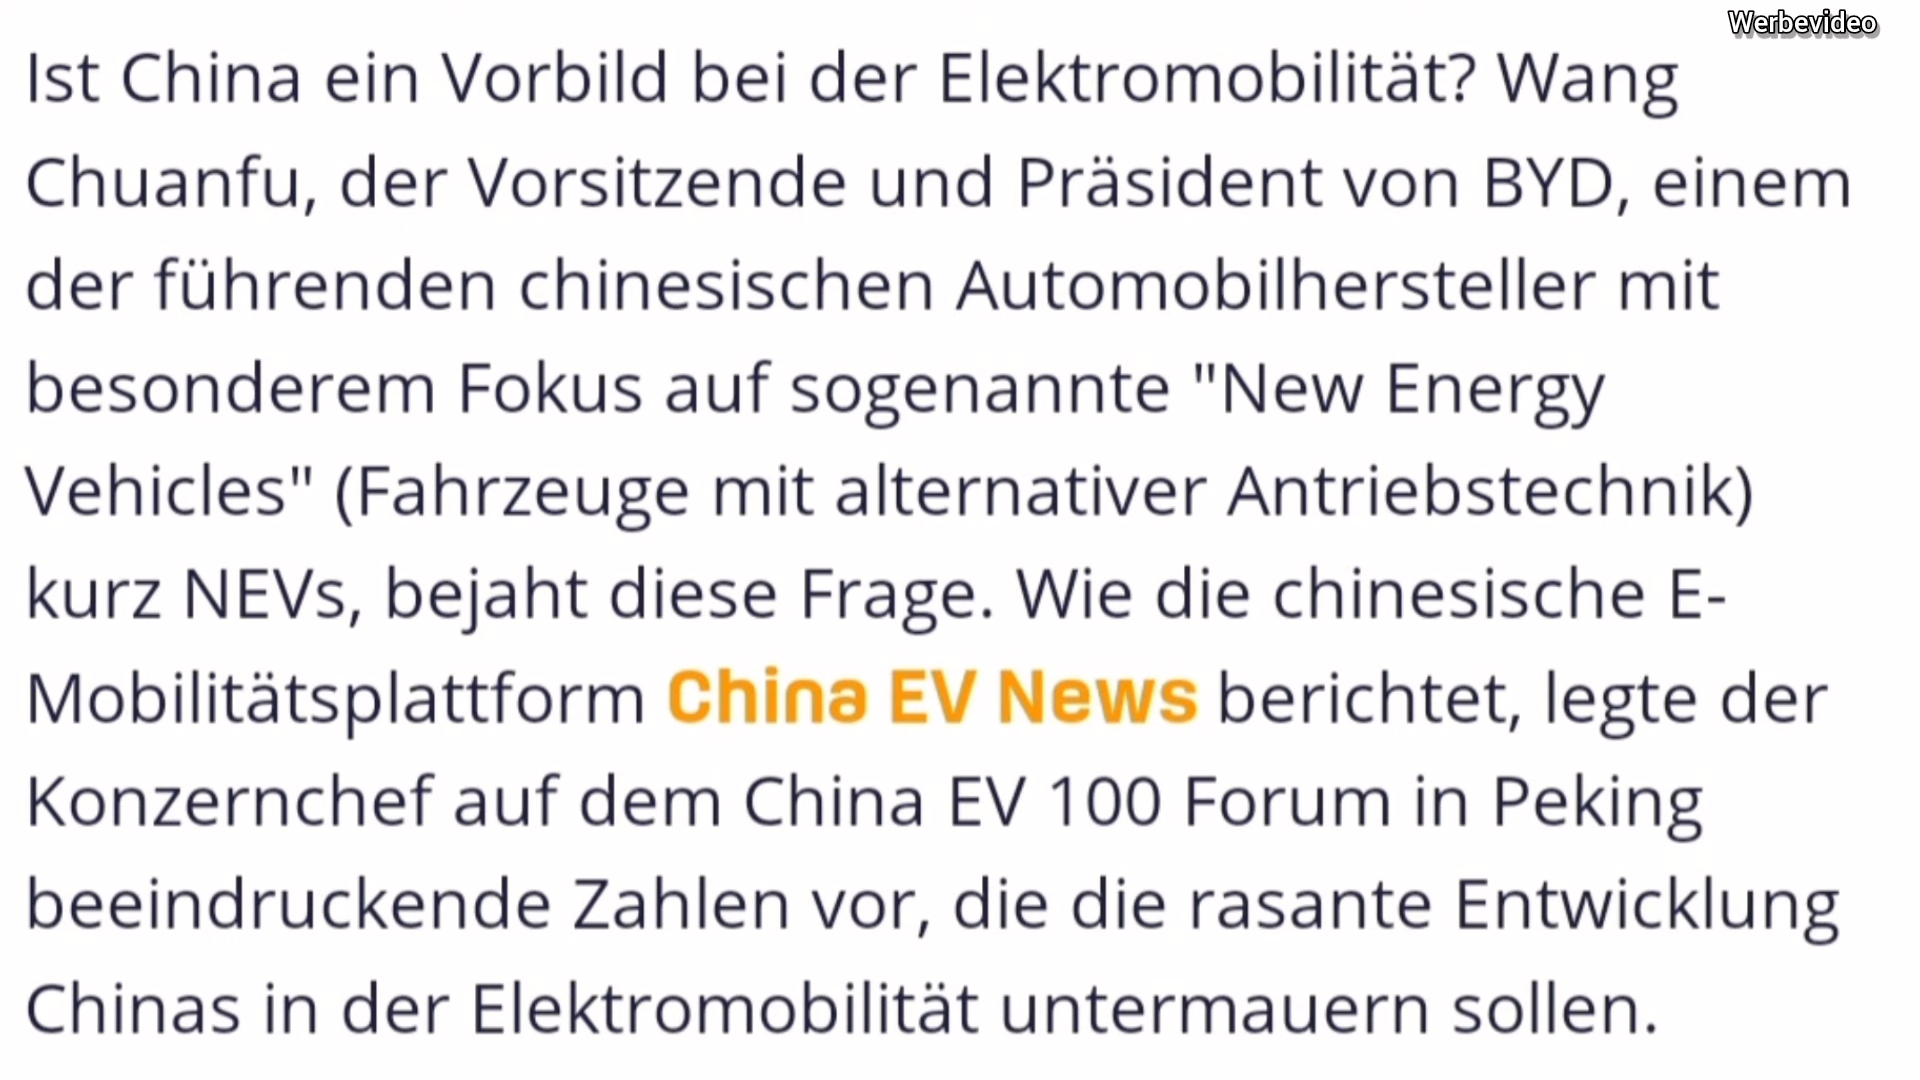 Werbevideo
Ist China ein Vorbild bei der Elektromobilität? Wang
Chuanfu, der Vorsitzende und Präsident von BYD, einem
der führenden chinesischen Automobilhersteller mit
besonderem Fokus auf sogenannte "New Energy
Vehicles" (Fahrzeuge mit alternativer Antriebstechnik)
kurz NEVs, bejaht diese Frage. Wie die chinesische E-
Mobilitätsplattform China EV News berichtet, legte der
Konzernchef auf dem China EV 100 Forum in Peking
beeindruckende Zahlen vor, die die rasante Entwicklung
Chinas in der Elektromobilität untermauern sollen.